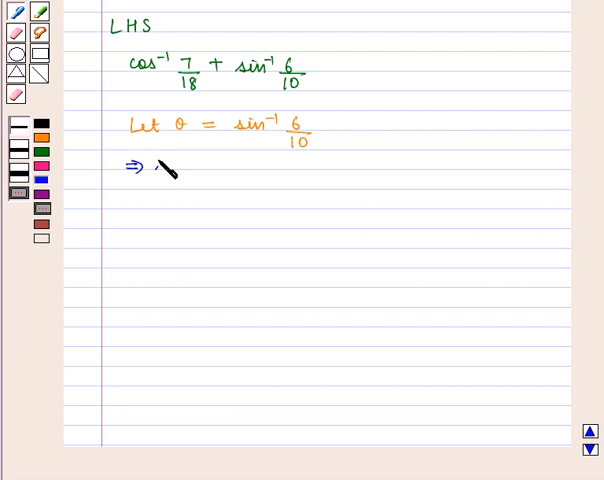 LHS
cos⁻¹ 7/18 + sin⁻¹ 6/10
Let θ = sin⁻¹ 6/10
⇒